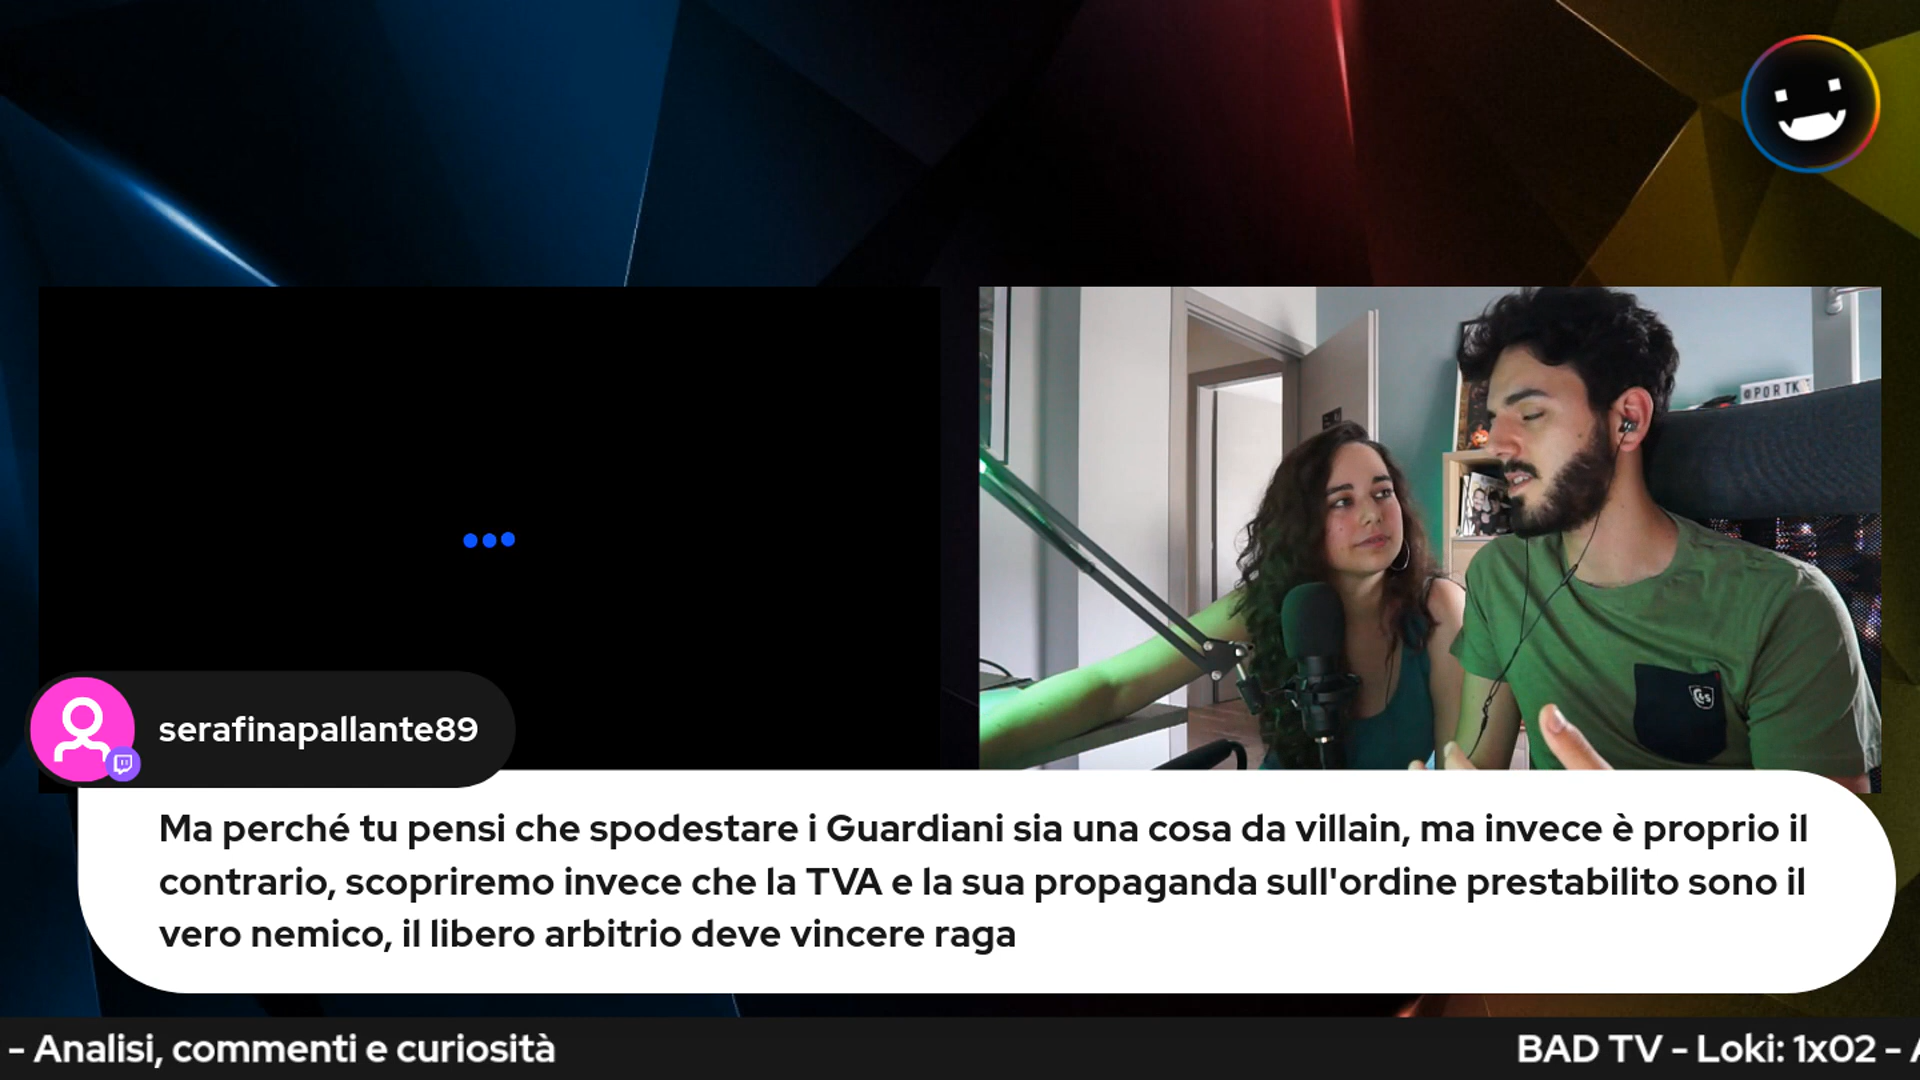 @PORTK
serafinapallante89
Ma perché tu pensi che spodestare i Guardiani sia una cosa da villain, ma invece è proprio il
contrario, scopriremo invece che la TVA e la sua propaganda sull'ordine prestabilito sono il
vero nemico, il libero arbitrio deve vincere raga
- Analisi, commenti e curiosità
BAD TV - Loki: 1x02 - A